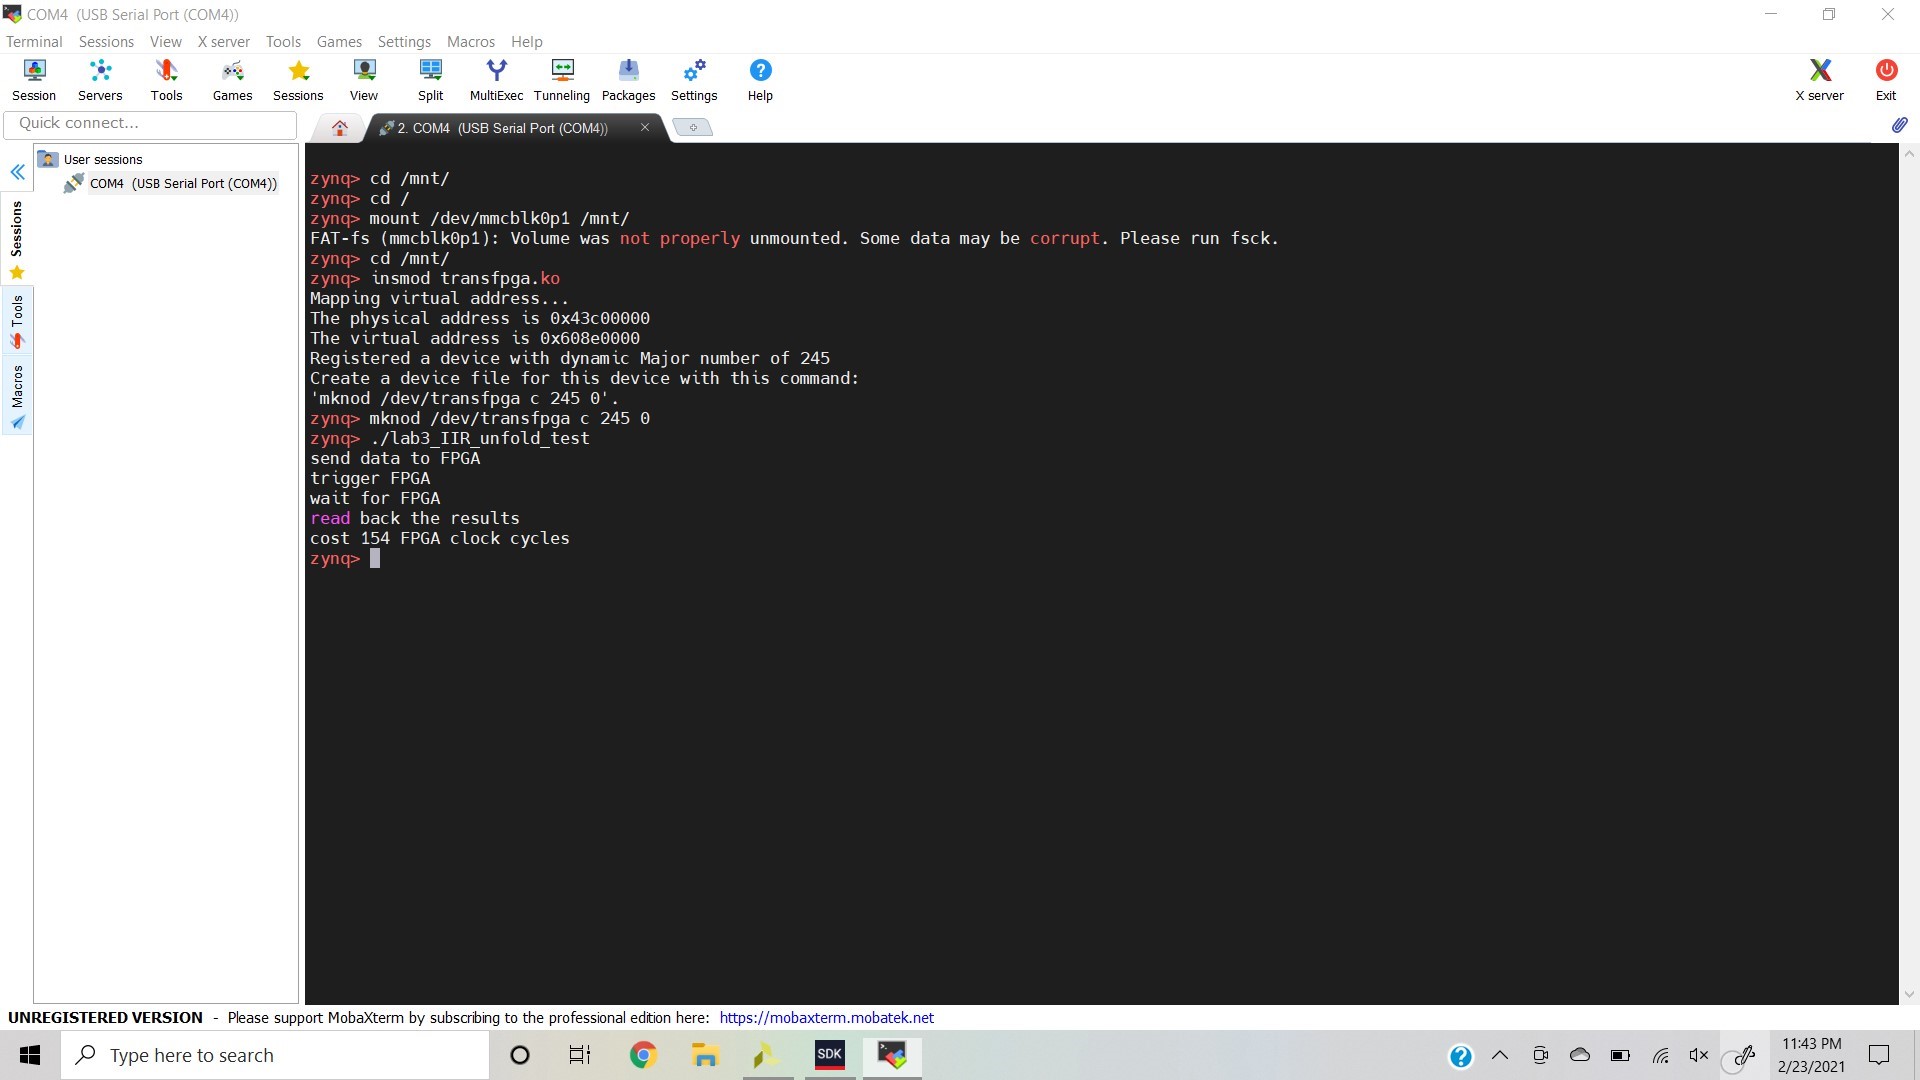 COM4 (USB Serial Port (COM4))
Terminal Sessions View X server Tools Games Settings Macros Help
Session Servers Tools Games Sessions View Split MultiExec Tunneling Packages Settings Help X server Exit
Quick connect...
2. COM4 (USB Serial Port (COM4))
User sessions
COM4 (USB Serial Port (COM4))
Sessions
Tools
Macros
zynq> cd /mnt/
zynq> cd /
zynq> mount /dev/mmcblk0p1 /mnt/
FAT-fs (mmcblk0p1): Volume was not properly unmounted. Some data may be corrupt. Please run fsck.
zynq> cd /mnt/
zynq> insmod transfpga.ko
Mapping virtual address...
The physical address is 0x43c00000
The virtual address is 0x608e0000
Registered a device with dynamic Major number of 245
Create a device file for this device with this command:
'mknod /dev/transfpga c 245 0'.
zynq> mknod /dev/transfpga c 245 0
zynq> ./lab3_IIR_unfold_test
send data to FPGA
trigger FPGA
wait for FPGA
read back the results
cost 154 FPGA clock cycles
zynq>
UNREGISTERED VERSION - Please support MobaXterm by subscribing to the professional edition here: https://mobaxterm.mobatek.net
Type here to search
SDK
11:43 PM
2/23/2021